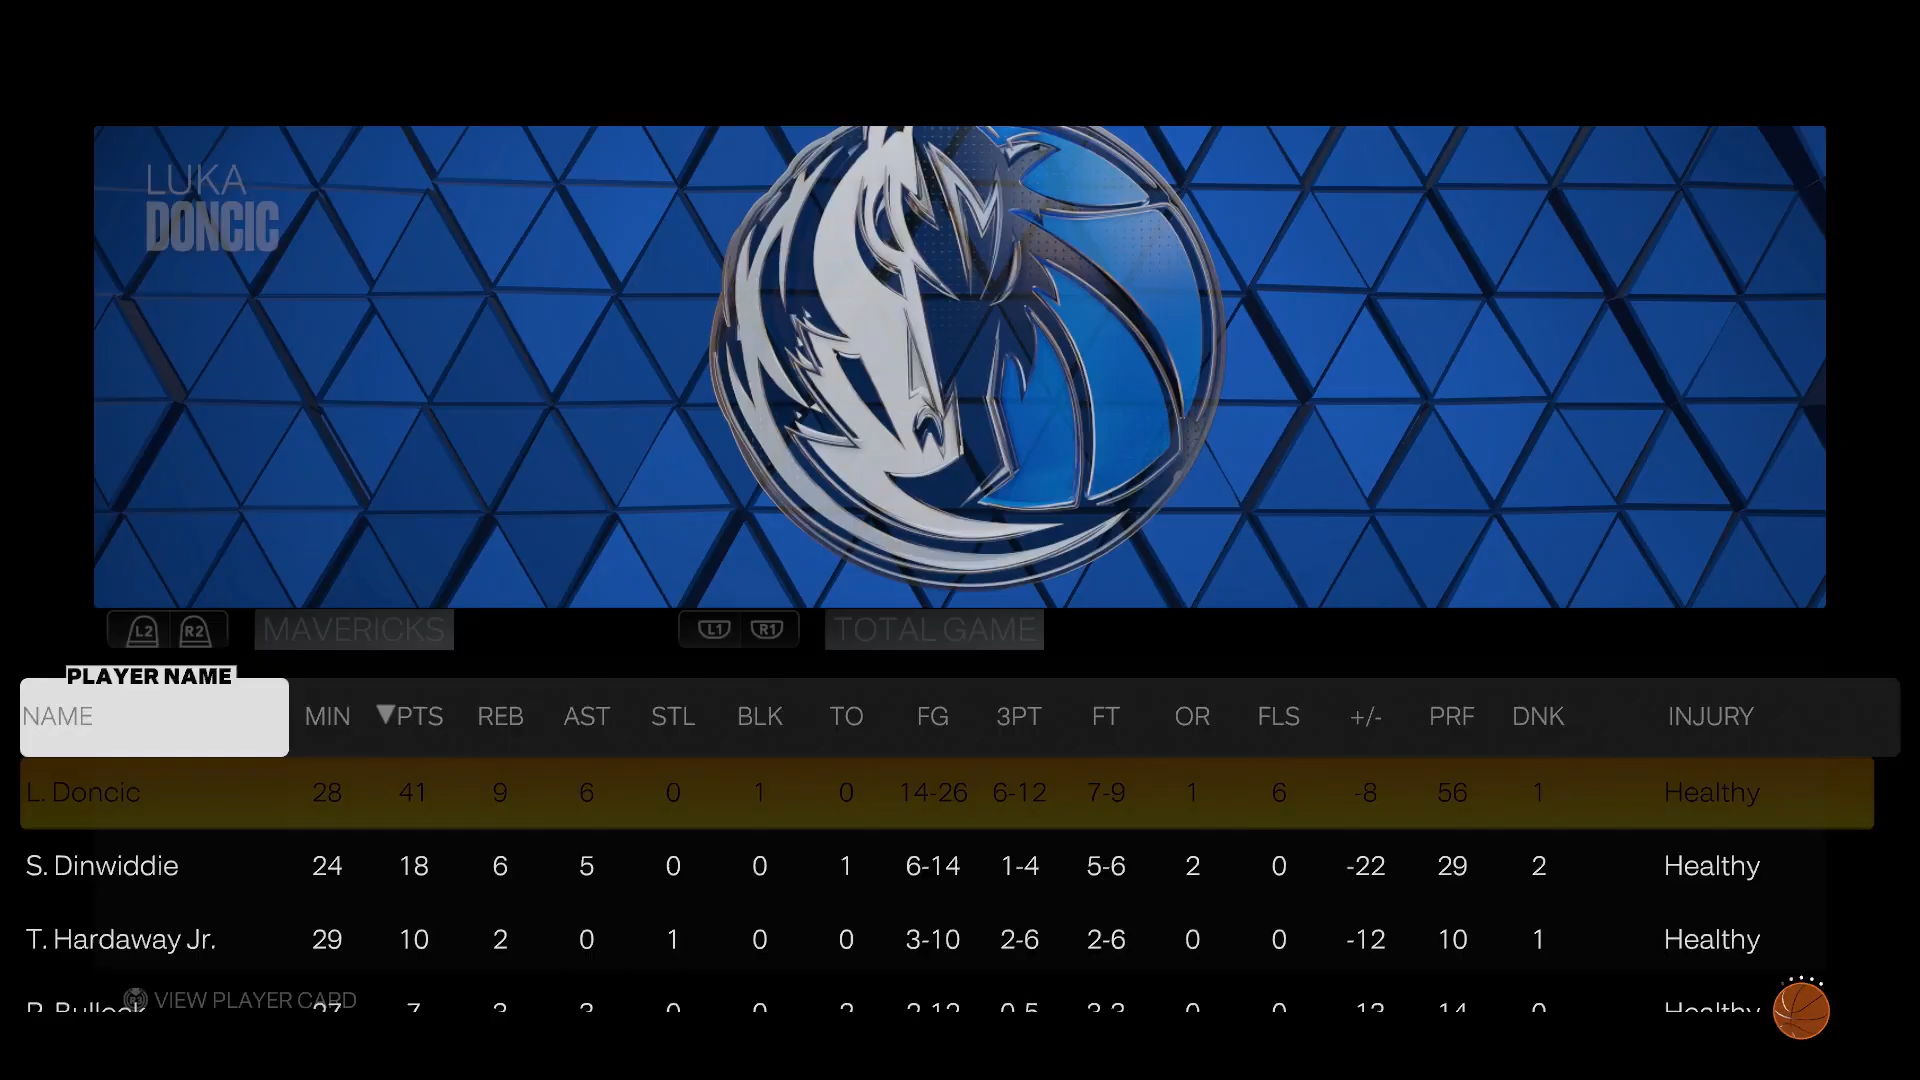 LUKA
DONCIC
L2 R2 MAVERICKS L1 R1 TOTAL GAME
PLAYER NAME
NAME MIN ▼PTS REB AST STL BLK TO FG 3PT FT OR FLS +/- PRF DNK INJURY
L. Doncic 28 41 9 6 0 1 0 14-26 6-12 7-9 1 6 -8 56 1 Healthy
S. Dinwiddie 24 18 6 5 0 0 1 6-14 1-4 5-6 2 0 -22 29 2 Healthy
T. Hardaway Jr. 29 10 2 0 1 0 0 3-10 2-6 2-6 0 0 -12 10 1 Healthy
R3 VIEW PLAYER CARD